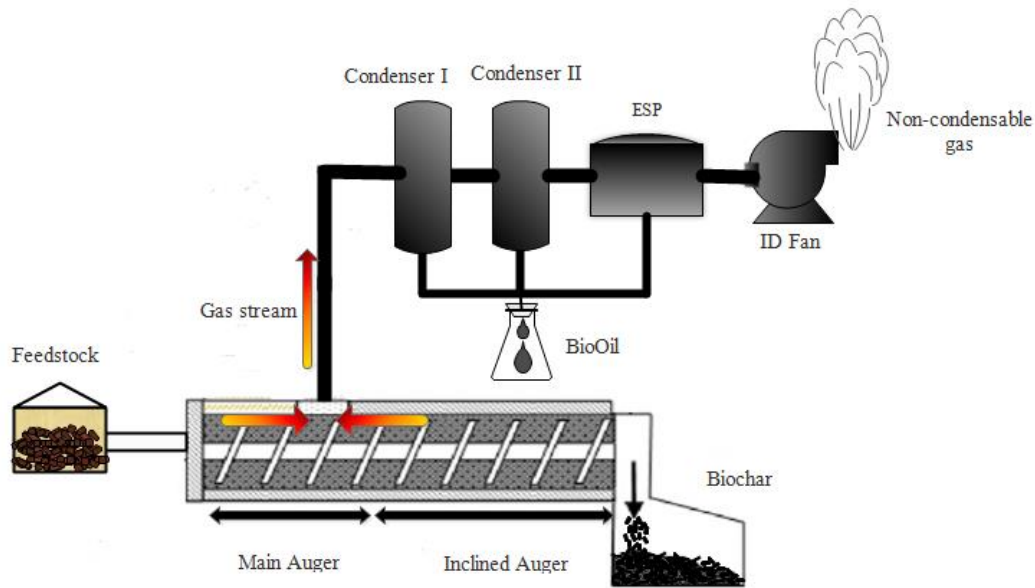 Condenser I
Condenser II
ESP
Non-condensable
gas
ID Fan
Gas stream
BioOil
Feedstock
Biochar
Main Auger
Inclined Auger